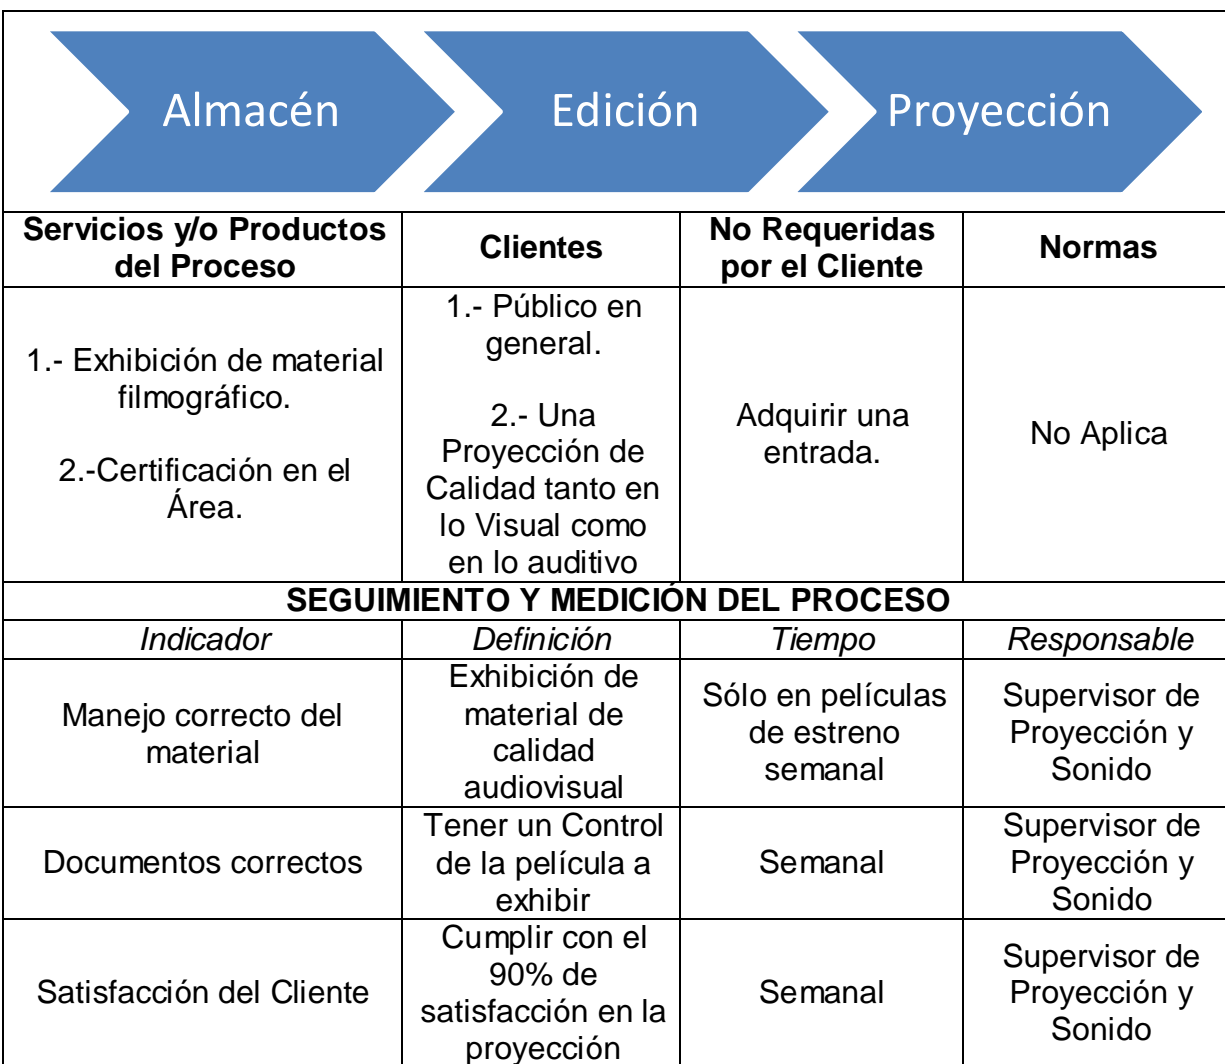 Almacén
Edición
Proyección
Servicios y/o Productos
del Proceso
Clientes
No Requeridas
por el Cliente
Normas
1.- Exhibición de material
filmográfico.
2.-Certificación en el
Área.
1.- Público en
general.
2.- Una
Proyección de
Calidad tanto en
lo Visual como
en lo auditivo
Adquirir una
entrada.
No Aplica
SEGUIMIENTO Y MEDICIÓN DEL PROCESO
Indicador
Definición
Tiempo
Responsable
Manejo correcto del
material
Exhibición de
material de
calidad
audiovisual
Sólo en películas
de estreno
semanal
Supervisor de
Proyección y
Sonido
Documentos correctos
Tener un Control
de la película a
exhibir
Semanal
Supervisor de
Proyección y
Sonido
Satisfacción del Cliente
Cumplir con el
90% de
satisfacción en la
proyección
Semanal
Supervisor de
Proyección y
Sonido